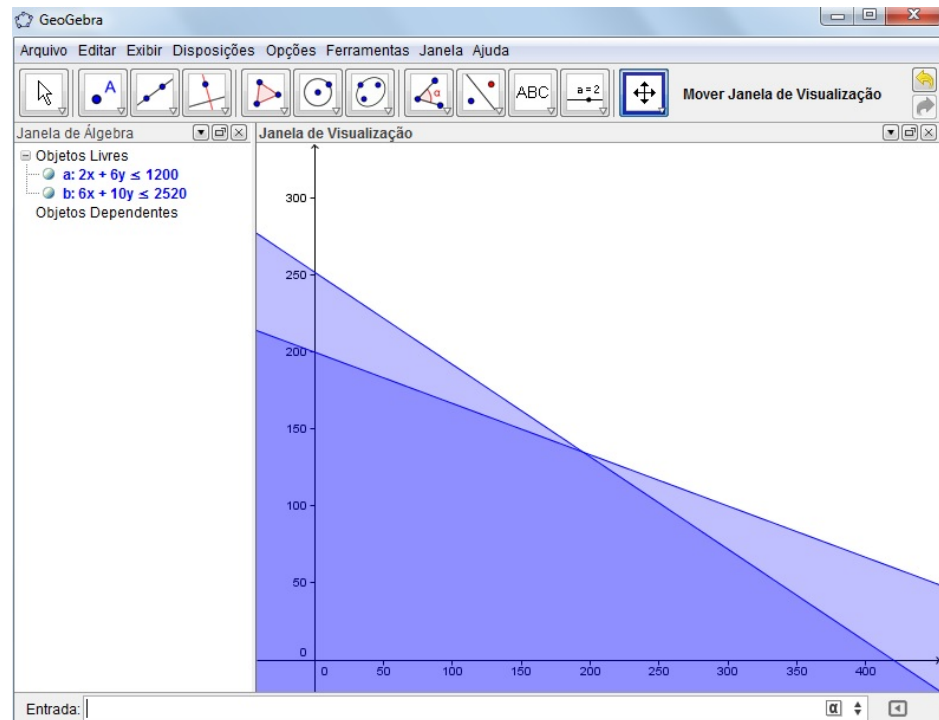 GeoGebra
Arquivo Editar Exibir Disposições Opções Ferramentas Janela Ajuda
A
α
ABC
a=2
Mover Janela de Visualização
Janela de Álgebra
Objetos Livres
a: 2x + 6y ≤ 1200
b: 6x + 10y ≤ 2520
Objetos Dependentes
Janela de Visualização
300
250
200
150
100
50
0
0 50 100 150 200 250 300 350 400
Entrada:
α